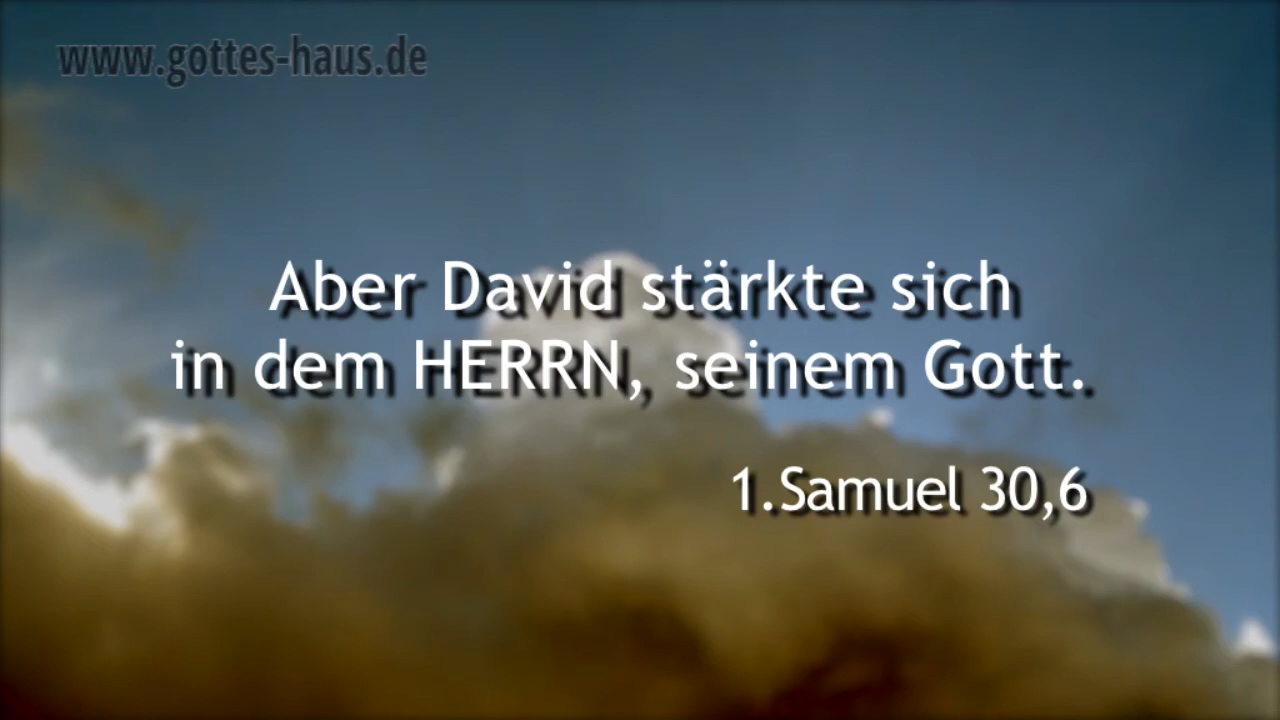 www.gottes-haus.de
Aber David stärkte sich
in dem HERRN, seinem Gott.
1.Samuel 30,6